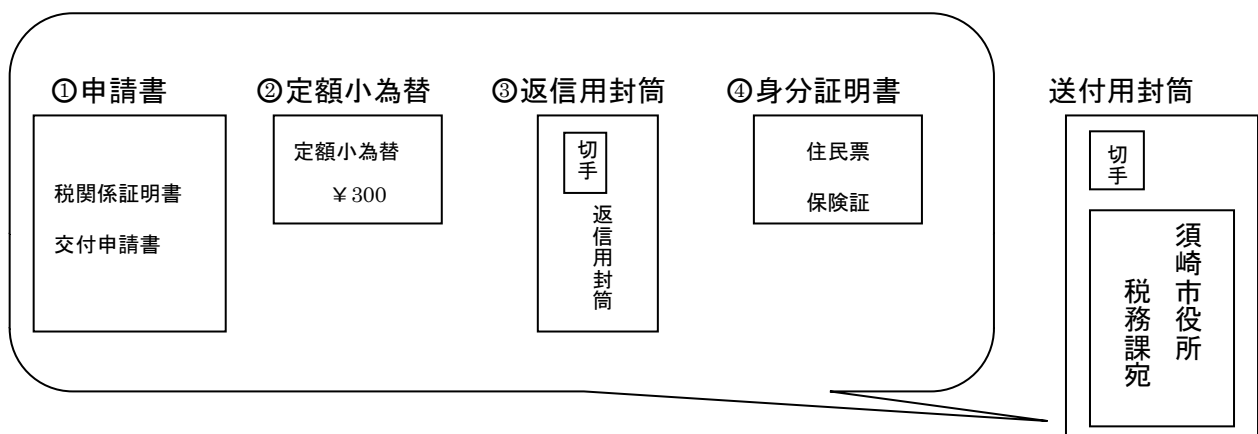 ①申請書
税関係証明書
交付申請書
②定額小為替
定額小為替
￥300
③返信用封筒
切手
返信用封筒
④身分証明書
住民票
保険証
送付用封筒
切手
須崎市役所
税務課宛